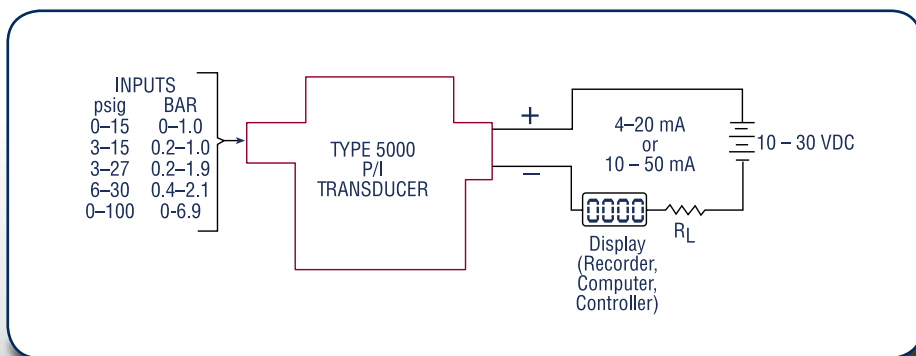 INPUTS
psig BAR
0–15 0–1.0
3–15 0.2–1.0
3–27 0.2–1.9
6–30 0.4–2.1
0–100 0-6.9
TYPE 5000
P/I
TRANSDUCER
+
–
4–20 mA
or
10 – 50 mA
10 – 30 VDC
0000
RL
Display
(Recorder,
Computer,
Controller)